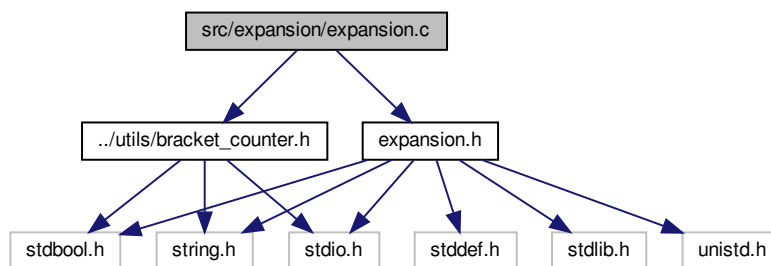 src/expansion/expansion.c
../utils/bracket_counter.h
expansion.h
stdbool.h
string.h
stdio.h
stddef.h
stdlib.h
unistd.h